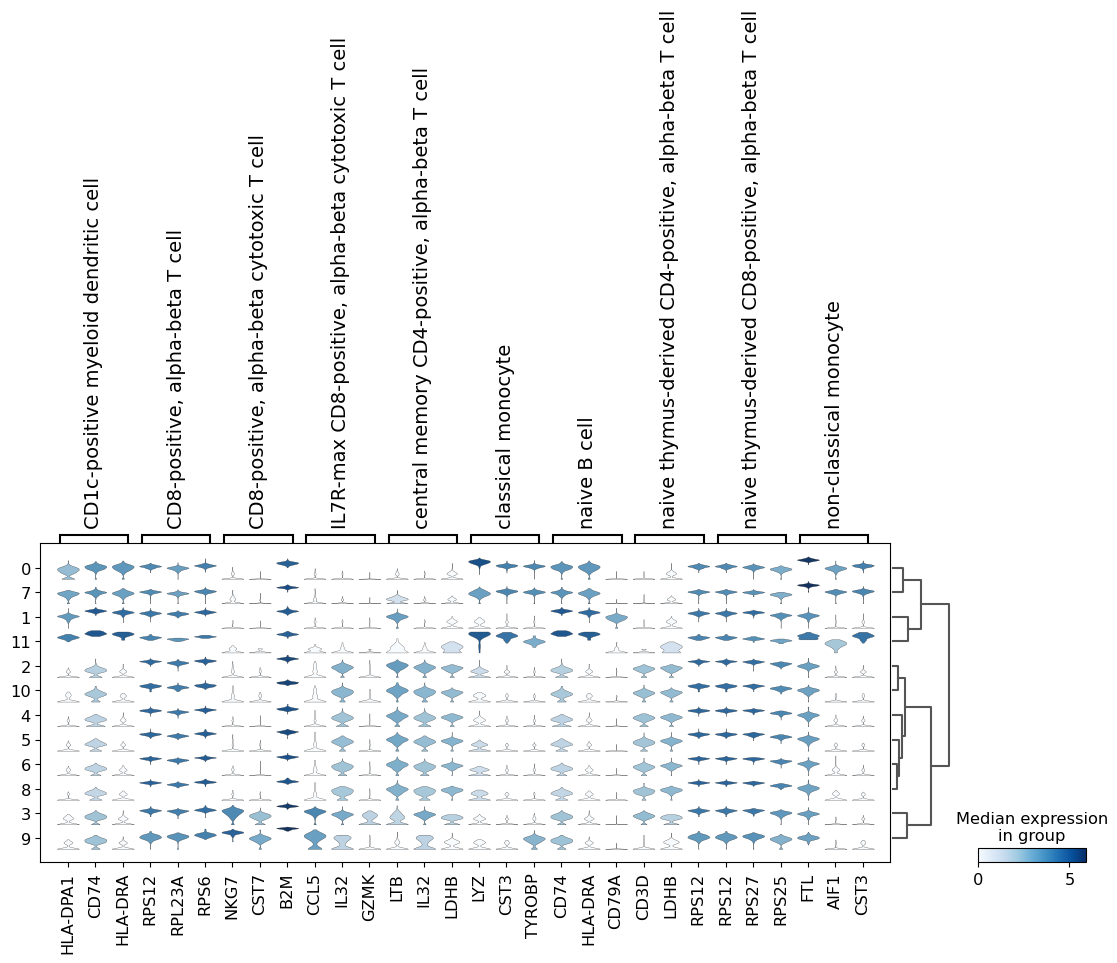 CD1c-positive myeloid dendritic cell
CD8-positive, alpha-beta T cell
CD8-positive, alpha-beta cytotoxic T cell
IL7R-max CD8-positive, alpha-beta cytotoxic T cell
central memory CD4-positive, alpha-beta T cell
classical monocyte
naive B cell
naive thymus-derived CD4-positive, alpha-beta T cell
naive thymus-derived CD8-positive, alpha-beta T cell
non-classical monocyte
0
7
1
11
2
10
4
5
6
8
3
9
HLA-DPA1
CD74
HLA-DRA
RPS12
RPL23A
RPS6
NKG7
CST7
B2M
CCL5
IL32
GZMK
LTB
IL32
LDHB
LYZ
CST3
TYROBP
CD74
HLA-DRA
CD79A
CD3D
LDHB
RPS12
RPS12
RPS27
RPS25
FTL
AIF1
CST3
Median expression
in group
0 5